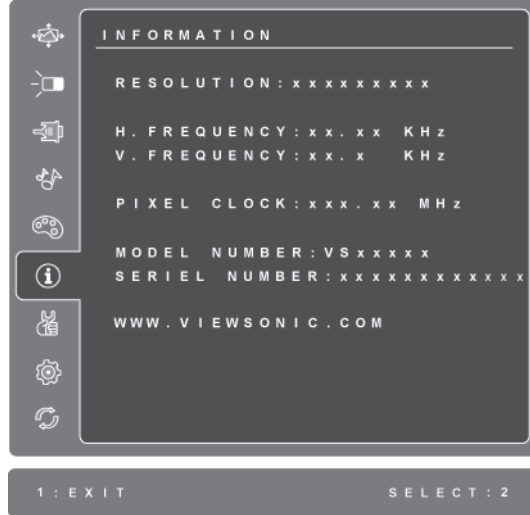 INFORMATION
RESOLUTION:xxxxxxxxx
H. FREQUENCY:xx.xx KHz
V. FREQUENCY:xx.x KHz
PIXEL CLOCK:xxx.xx MHz
MODEL NUMBER:VSxxxxx
SERIEL NUMBER:xxxxxxxxxxxx
WWW.VIEWSONIC.COM
1:EXIT SELECT:2